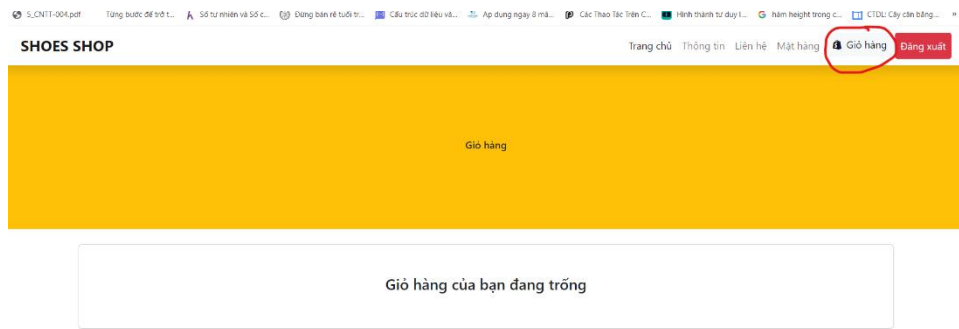 S_CNTT-004.pdf Từng bước để trở t... Số tự nhiên và Số c... Đừng bán rẻ tuổi tr... Cấu trúc dữ liệu và... Áp dụng ngay 8 mẫ... Các Thao Tác Trên C... Hình thành tư duy l... hàm height trong c... CTDL: Cây cân bằng... »
SHOES SHOP Trang chủ Thông tin Liên hệ Mặt hàng Giỏ hàng Đăng xuất
Giỏ hàng
Giỏ hàng của bạn đang trống